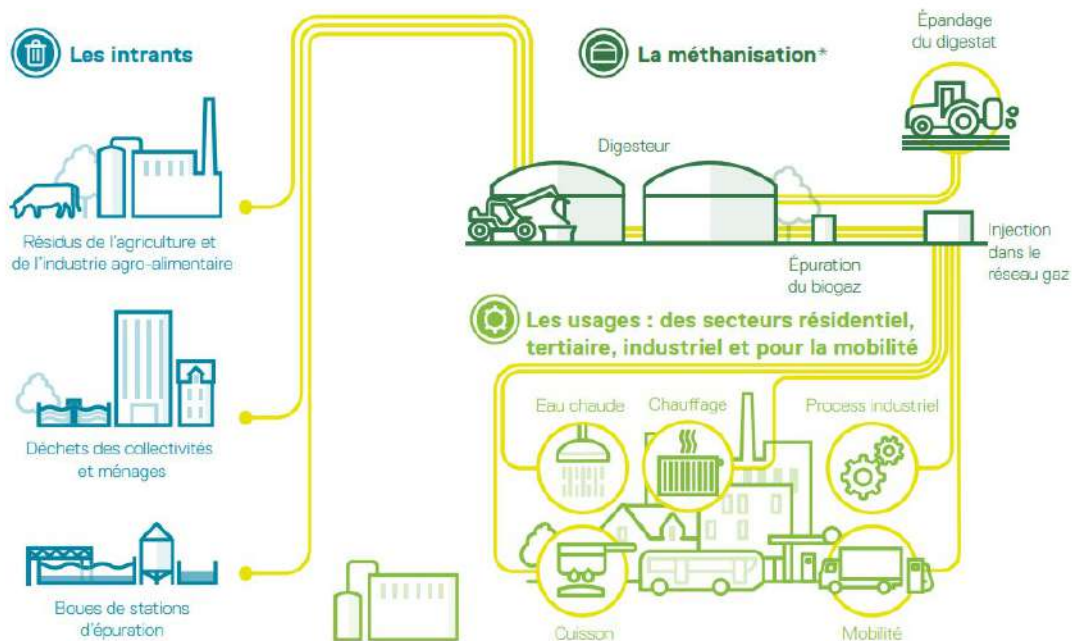 Les intrants
Résidus de l'agriculture et
de l'industrie agro-alimentaire
Déchets des collectivités
et ménages
Boues de stations
d'épuration
La méthanisation*
Digesteur
Épandage
du digestat
Épuration
du biogaz
Injection
dans le
réseau gaz
Les usages : des secteurs résidentiel,
tertiaire, industriel et pour la mobilité
Eau chaude
Chauffage
Process industriel
Cuisson
Mobilité